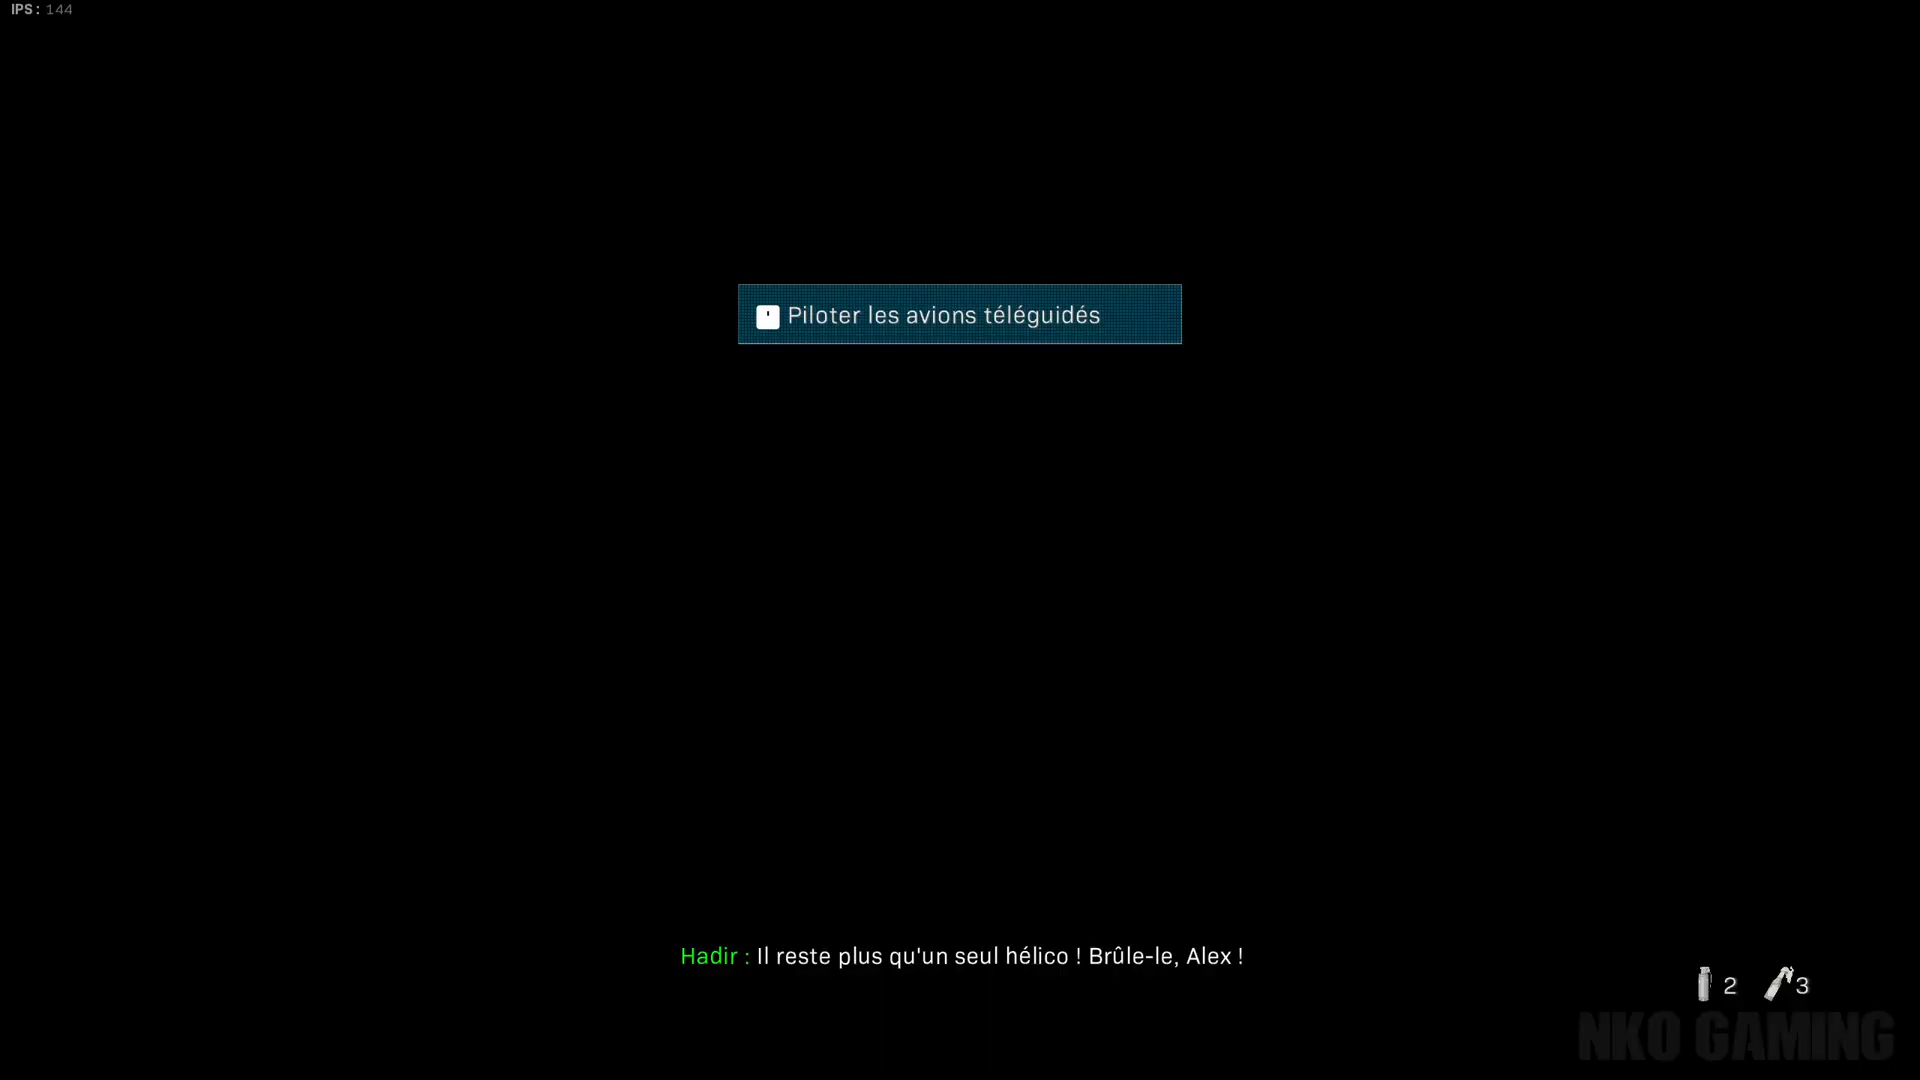 IPS: 144
Piloter les avions téléguidés
Hadir : Il reste plus qu'un seul hélico ! Brûle-le, Alex !
2 3
NKO GAMING